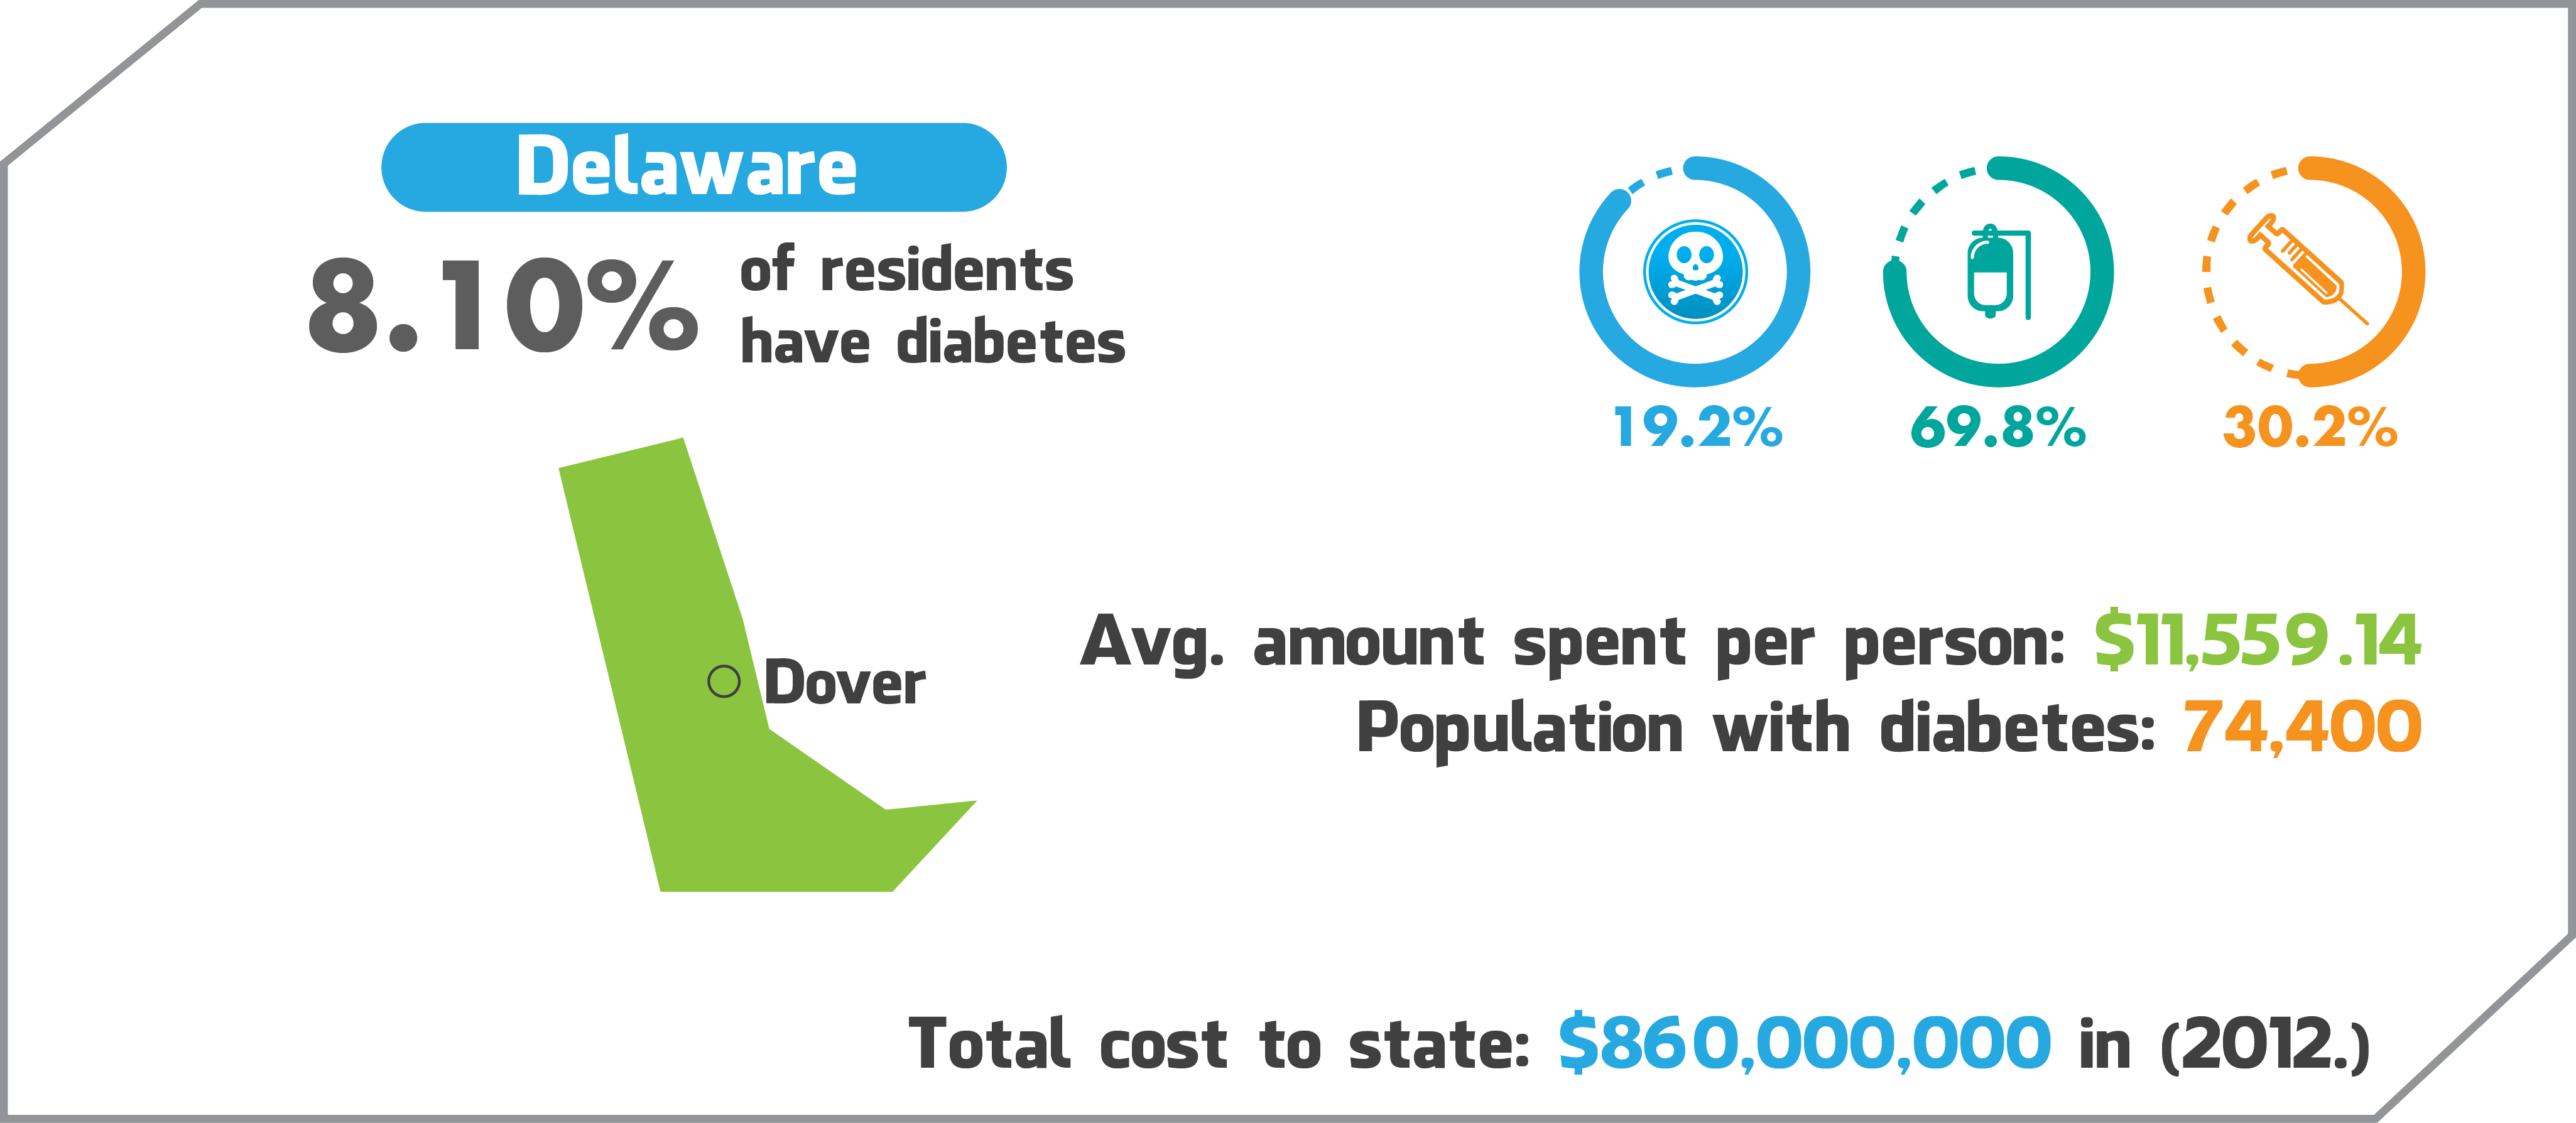 Delaware
8.10%
of residents
have diabetes
19.2%
69.8%
30.2%
Dover
Avg. amount spent per person: $11,559.14
Population with diabetes: 74,400
Total cost to state: $860,000,000 in (2012.)